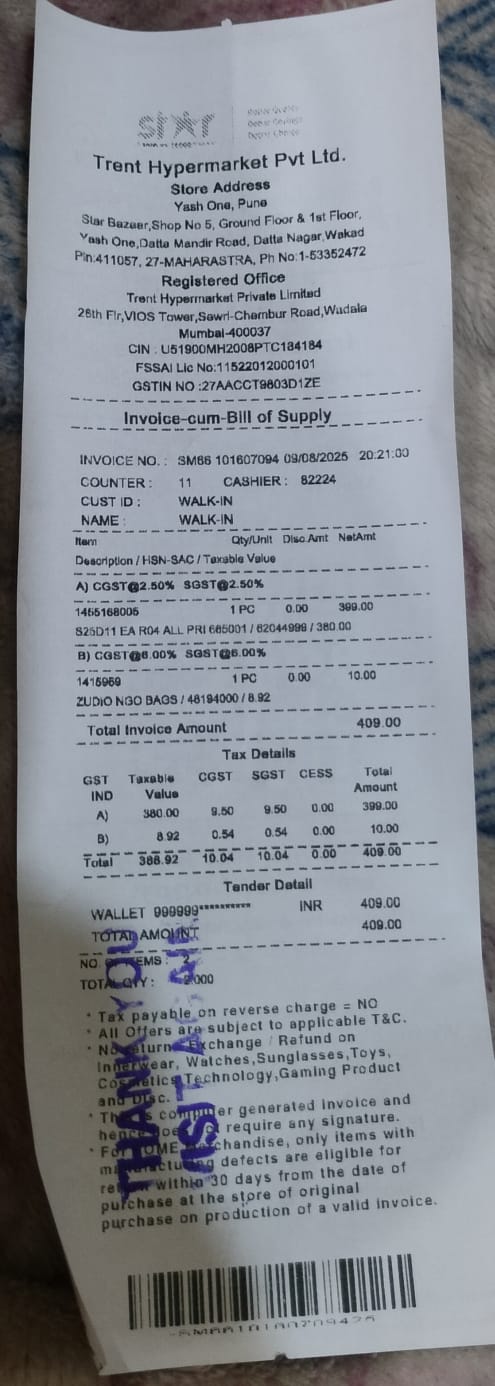 star
Trent Hypermarket Pvt Ltd.
Store Address
Yash One, Pune
Star Bazaar,Shop No 5, Ground Floor & 1st Floor,
Yash One,Datta Mandir Road, Datta Nagar,Wakad
Pin:411057, 27-MAHARASTRA, Ph No:1-53352472
Registered Office
Trent Hypermarket Private Limited
26th Flr,VIOS Tower,Sewri-Chembur Road,Wadala
Mumbai-400037
CIN : U51900MH2008PTC184184
FSSAI Lic No:11522012000101
GSTIN NO :27AACCT9803D1ZE
Invoice-cum-Bill of Supply
INVOICE NO. : SM66 101607094 09/08/2025 20:21:00
COUNTER : 11 CASHIER : 82224
CUST ID : WALK-IN
NAME : WALK-IN
Item Qty/Unit Disc.Amt NetAmt
Description / HSN-SAC / Taxable Value
A) CGST@2.50% SGST@2.50%
1455168005 1 PC 0.00 399.00
S25D11 EA R04 ALL PRI 665001 / 62044999 / 380.00
B) CGST@6.00% SGST@6.00%
1415969 1 PC 0.00 10.00
ZUDIO NGO BAGS / 48194000 / 8.92
Total Invoice Amount 409.00
Tax Details
GST Taxable CGST SGST CESS Total
IND Value Amount
A) 380.00 9.50 9.50 0.00 399.00
B) 8.92 0.54 0.54 0.00 10.00
Total 388.92 10.04 10.04 0.00 409.00
Tender Detail
WALLET 999999********** INR 409.00
TOTAL AMOUNT 409.00
NO OF ITEMS : 2
TOTAL QTY : 2.000
* Tax payable on reverse charge = NO
* All Offers are subject to applicable T&C.
* No Return / Exchange / Refund on
Innerwear, Watches,Sunglasses,Toys,
Cosmetics,Technology,Gaming Product
and Disc.
* This is computer generated invoice and
hence does not require any signature.
* For HOME Merchandise, only items with
manufacturing defects are eligible for
return within 30 days from the date of
purchase at the store of original
purchase on production of a valid invoice.
THANK YOU
VISIT AGAIN